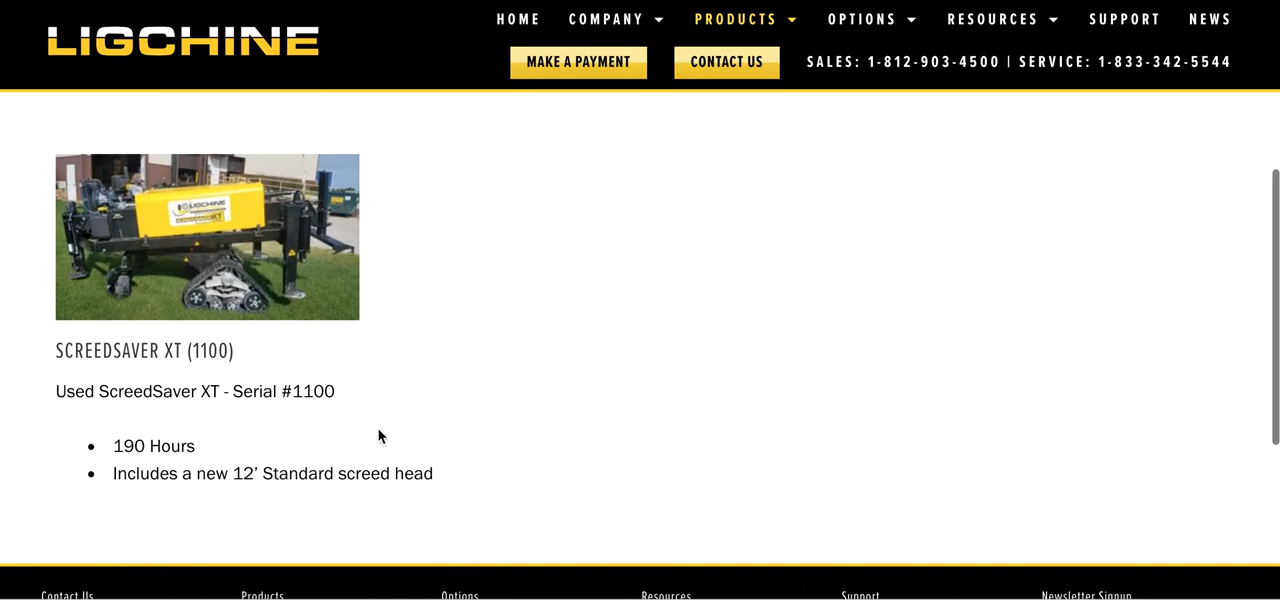 LIGCHINE
HOME COMPANY PRODUCTS OPTIONS RESOURCES SUPPORT NEWS
MAKE A PAYMENT CONTACT US SALES: 1-812-903-4500 | SERVICE: 1-833-342-5544
LIGCHINE
SCREEDSAVER XT (1100)
Used ScreedSaver XT - Serial #1100
• 190 Hours
• Includes a new 12’ Standard screed head
Contact Us Products Options Resources Support Newsletter Signup